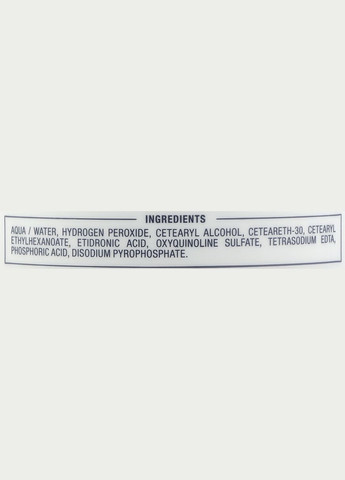 INGREDIENTS
AQUA / WATER, HYDROGEN PEROXIDE, CETEARYL ALCOHOL, CETEARETH-30, CETEARYL
ETHYLHEXANOATE, ETIDRONIC ACID, OXYQUINOLINE SULFATE, TETRASODIUM EDTA,
PHOSPHORIC ACID, DISODIUM PYROPHOSPHATE.